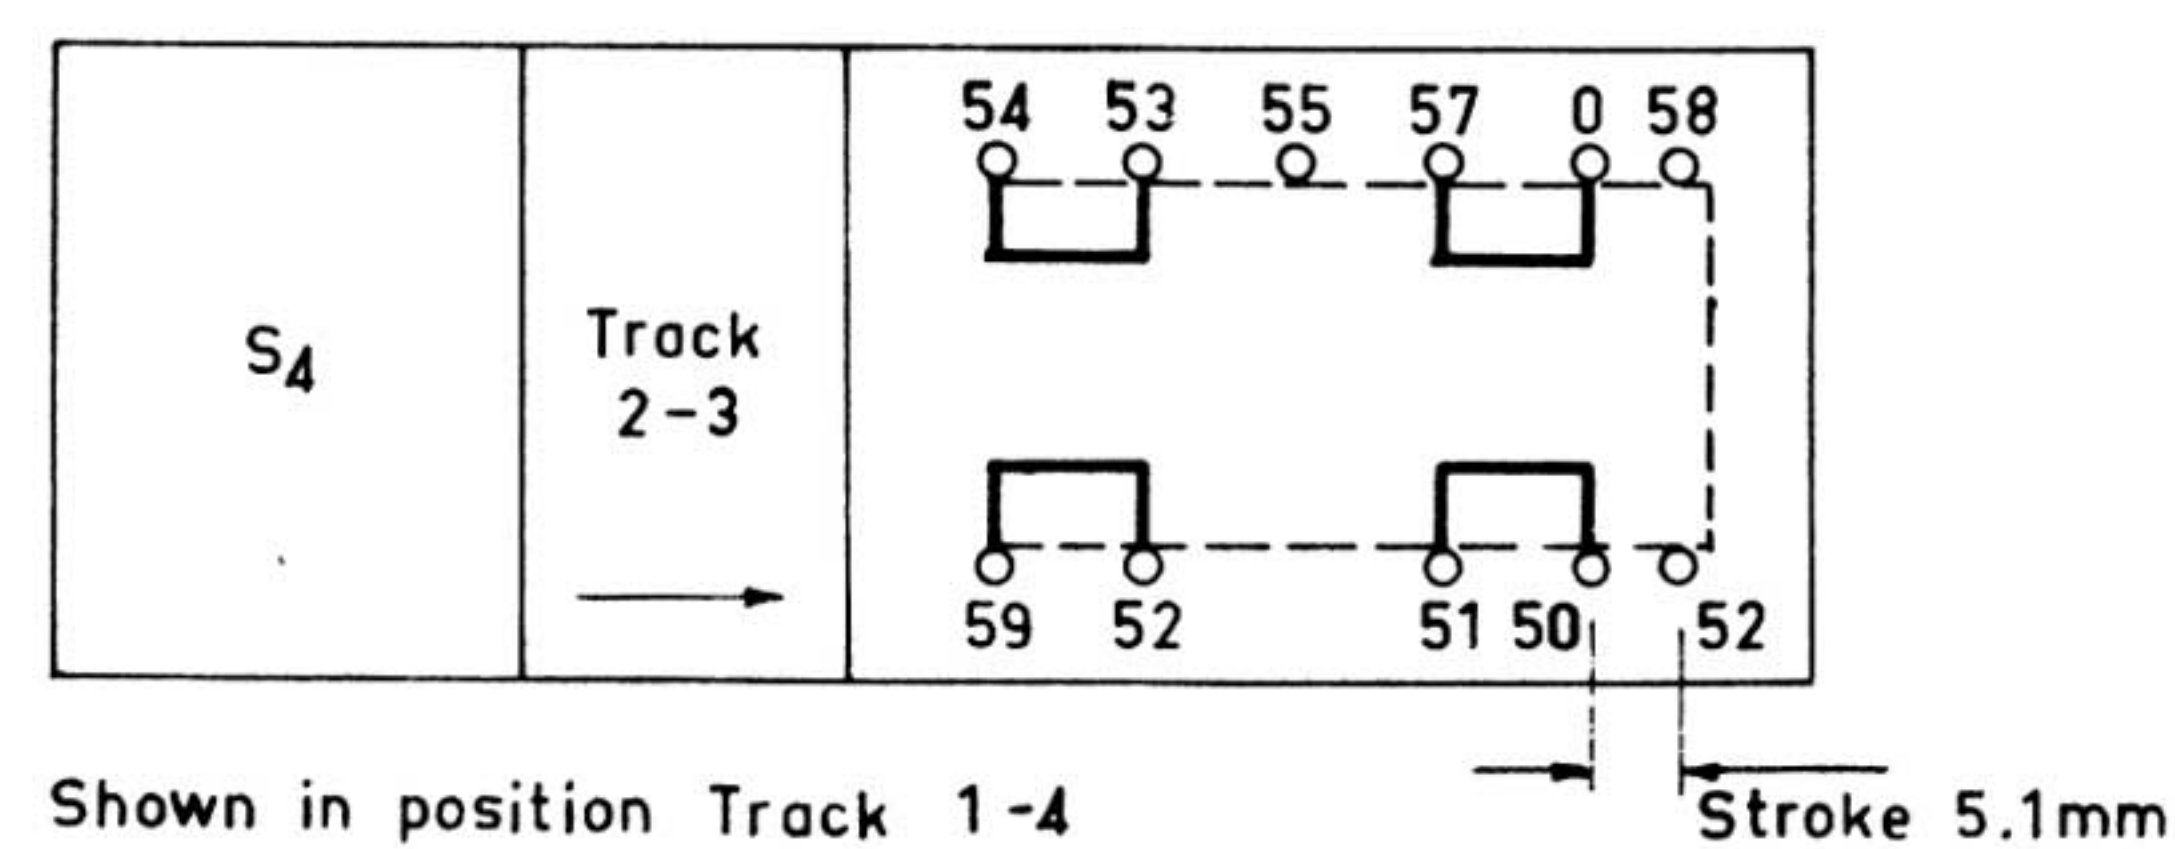 54 53 55 57 0 58
S4
Track
2-3
59 52 51 50 52
Shown in position Track 1-4
Stroke 5.1mm